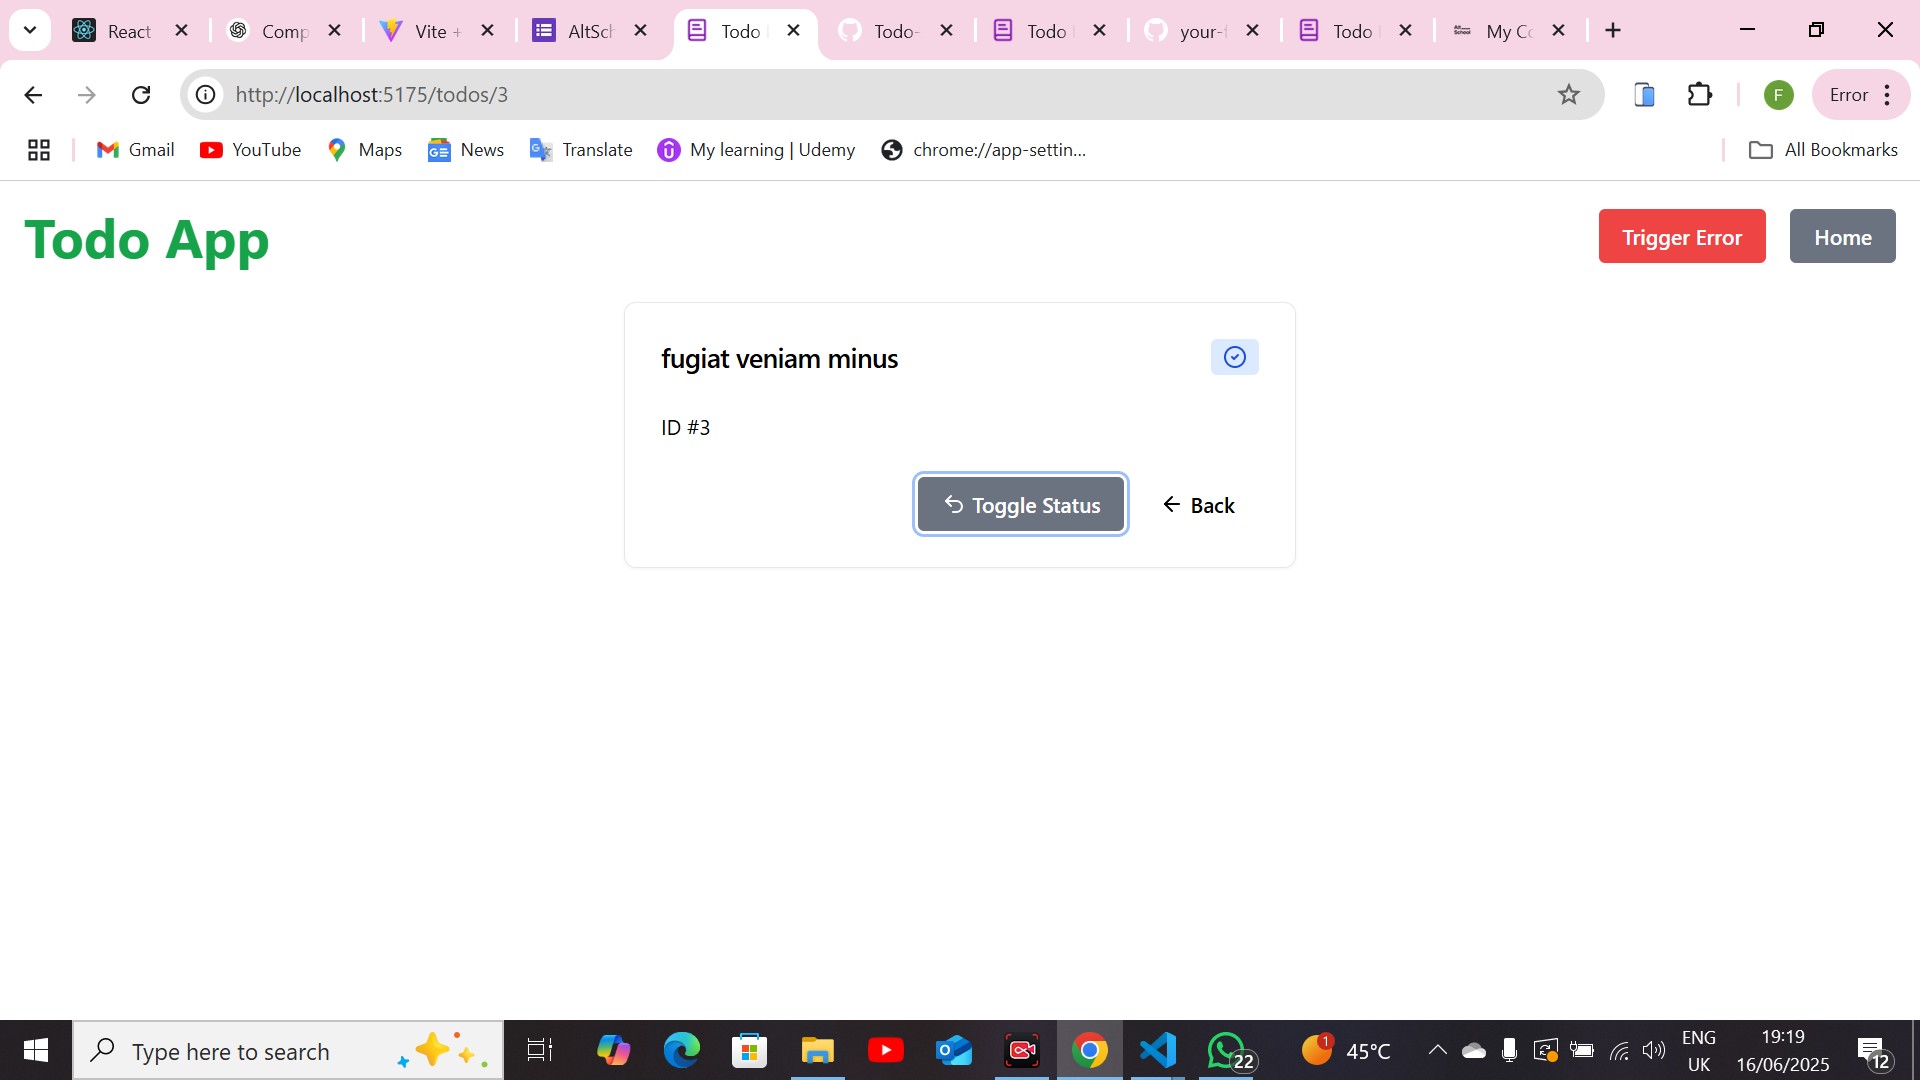 React
Comp
Vite +
AltSch
Todo
Todo-
Todo
your-
Todo
My Co
http://localhost:5175/todos/3
F
Error
Gmail
YouTube
Maps
News
Translate
My learning | Udemy
chrome://app-settin...
All Bookmarks
Todo App
Trigger Error
Home
fugiat veniam minus
ID #3
Toggle Status
Back
Type here to search
22
1
45°C
ENG
UK
19:19
16/06/2025
12